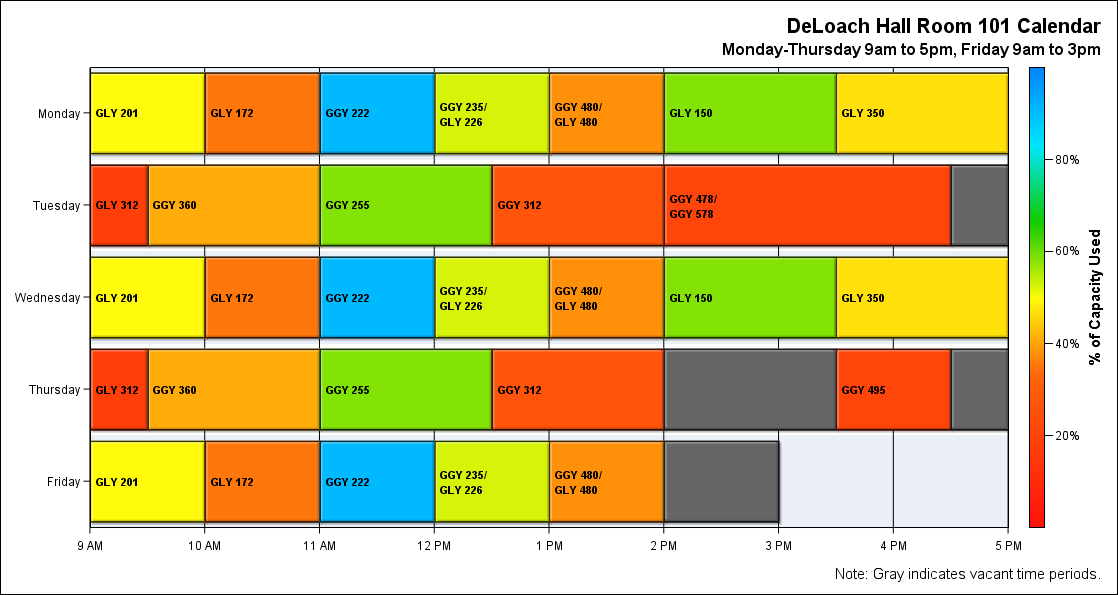 DeLoach Hall Room 101 Calendar
Monday-Thursday 9am to 5pm, Friday 9am to 3pm
Monday
GLY 201
GLY 172
GGY 222
GGY 235/
GLY 226
GGY 480/
GLY 480
GLY 150
GLY 350
Tuesday
GLY 312
GGY 360
GGY 255
GGY 312
GGY 478/
GGY 578
Wednesday
GLY 201
GLY 172
GGY 222
GGY 235/
GLY 226
GGY 480/
GLY 480
GLY 150
GLY 350
Thursday
GLY 312
GGY 360
GGY 255
GGY 312
GGY 495
Friday
GLY 201
GLY 172
GGY 222
GGY 235/
GLY 226
GGY 480/
GLY 480
9 AM
10 AM
11 AM
12 PM
1 PM
2 PM
3 PM
4 PM
5 PM
80%
60%
40%
20%
% of Capacity Used
Note: Gray indicates vacant time periods.